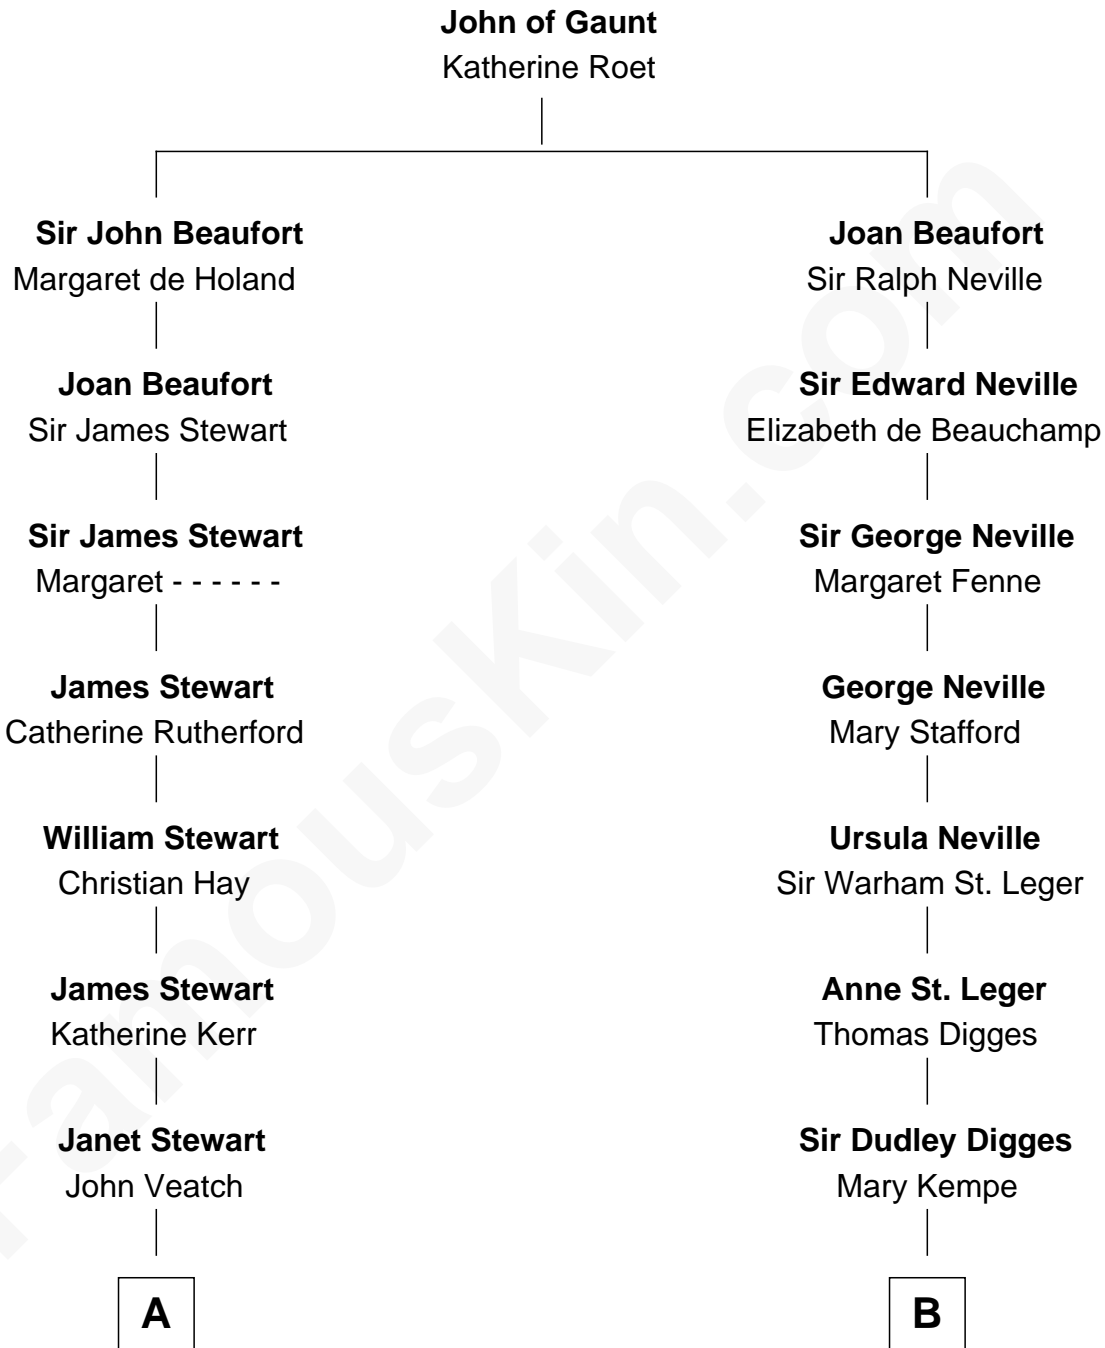 John of Gaunt
Katherine Roet
Sir John Beaufort
Margaret de Holand
Joan Beaufort
Sir Ralph Neville
Joan Beaufort
Sir James Stewart
Sir Edward Neville
Elizabeth de Beauchamp
Sir James Stewart
Margaret - - - - - -
Sir George Neville
Margaret Fenne
James Stewart
Catherine Rutherford
George Neville
Mary Stafford
William Stewart
Christian Hay
Ursula Neville
Sir Warham St. Leger
James Stewart
Katherine Kerr
Anne St. Leger
Thomas Digges
Janet Stewart
John Veatch
Sir Dudley Digges
Mary Kempe
A
B
FamousKin.com